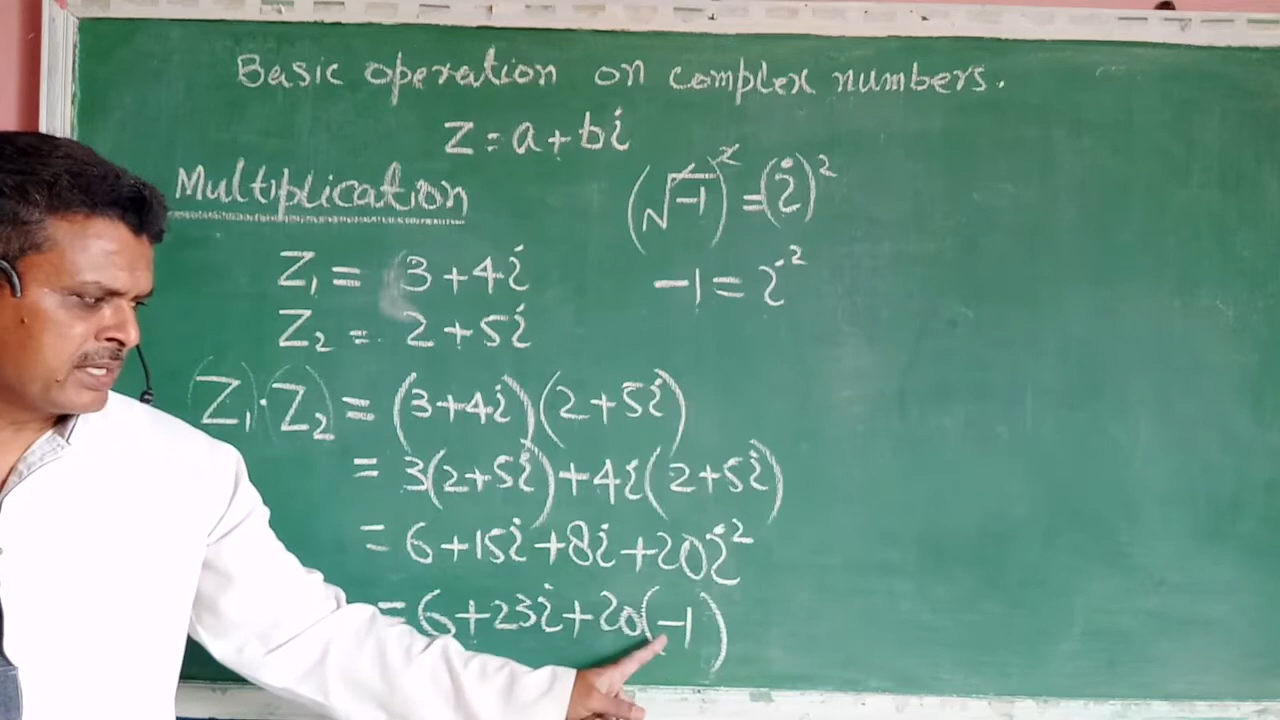 Basic operation on complex numbers.
Z = a + bi
Multiplication
(√-1)² = (i)²
Z₁ = 3 + 4i
-1 = i²
Z₂ = 2 + 5i
(Z₁)·(Z₂) = (3+4i)(2+5i)
= 3(2+5i) + 4i(2+5i)
= 6 + 15i + 8i + 20i²
= 6 + 23i + 20(-1)